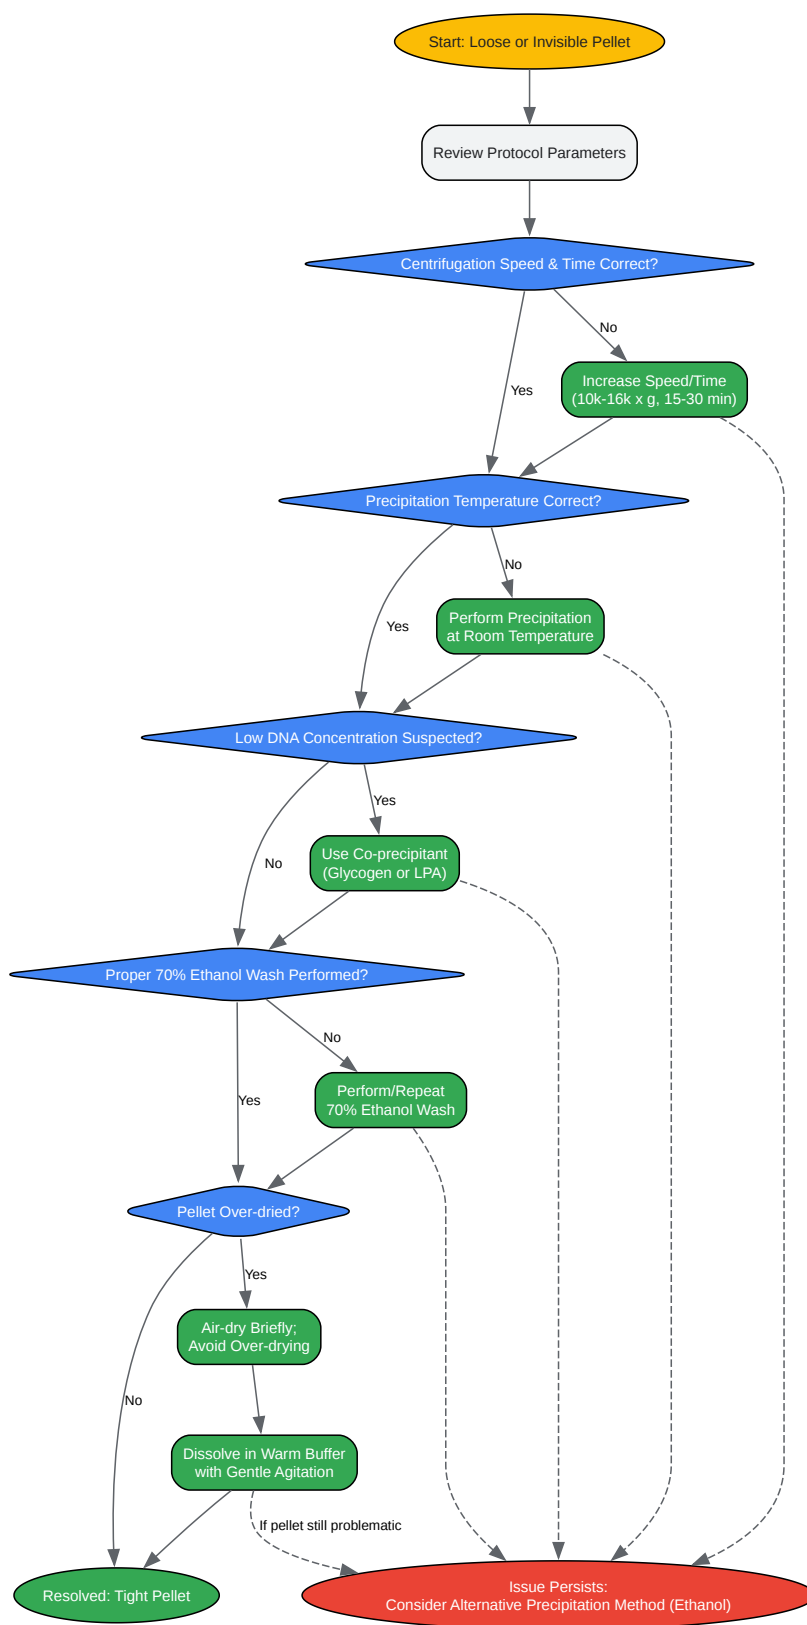 Start: Loose or Invisible Pellet
Review Protocol Parameters
Centrifugation Speed & Time Correct?
No
Increase Speed/Time
(10k-16k x g, 15-30 min)
Yes
Precipitation Temperature Correct?
No
Perform Precipitation
at Room Temperature
Yes
Low DNA Concentration Suspected?
Yes
Use Co-precipitant
(Glycogen or LPA)
No
Proper 70% Ethanol Wash Performed?
No
Perform/Repeat
70% Ethanol Wash
Yes
Pellet Over-dried?
Yes
Air-dry Briefly;
Avoid Over-drying
No
Dissolve in Warm Buffer
with Gentle Agitation
If pellet still problematic
Resolved: Tight Pellet
Issue Persists:
Consider Alternative Precipitation Method (Ethanol)